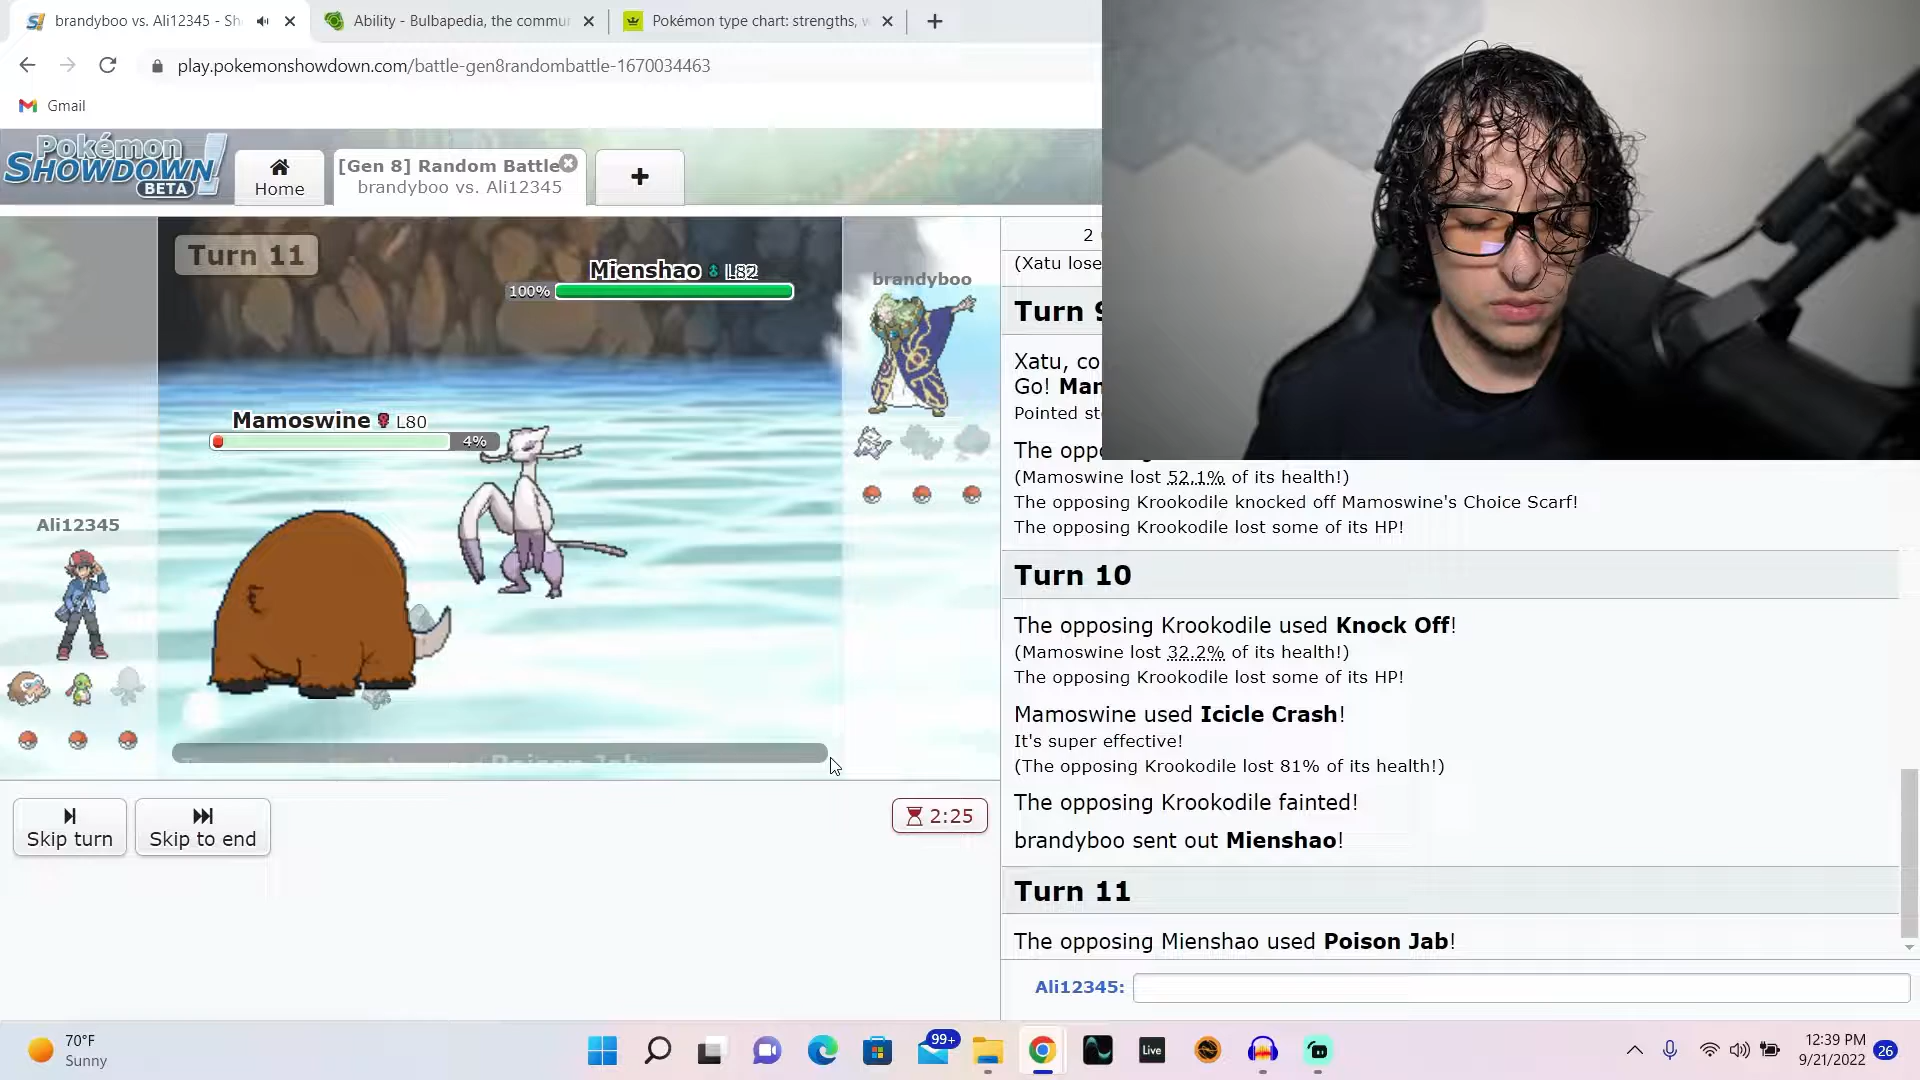 brandyboo vs. Ali12345 - Sh
Ability - Bulbapedia, the commu
Pokémon type chart: strengths, w
play.pokemonshowdown.com/battle-gen8randombattle-1670034463
Gmail
Pokémon
SHOWDOWN!
BETA
Home
[Gen 8] Random Battle
brandyboo vs. Ali12345
Turn 11
Mienshao L82
100%
Mamoswine L80
4%
Ali12345
brandyboo
Poison Jab
Skip turn
Skip to end
2:25
2
(Xatu lose
Turn 9
Xatu, co
Go! Mam
Pointed st
The oppo
(Mamoswine lost 52.1% of its health!)
The opposing Krookodile knocked off Mamoswine's Choice Scarf!
The opposing Krookodile lost some of its HP!
Turn 10
The opposing Krookodile used Knock Off!
(Mamoswine lost 32.2% of its health!)
The opposing Krookodile lost some of its HP!
Mamoswine used Icicle Crash!
It's super effective!
(The opposing Krookodile lost 81% of its health!)
The opposing Krookodile fainted!
brandyboo sent out Mienshao!
Turn 11
The opposing Mienshao used Poison Jab!
Ali12345:
70°F
Sunny
99+
Live
12:39 PM
9/21/2022
26